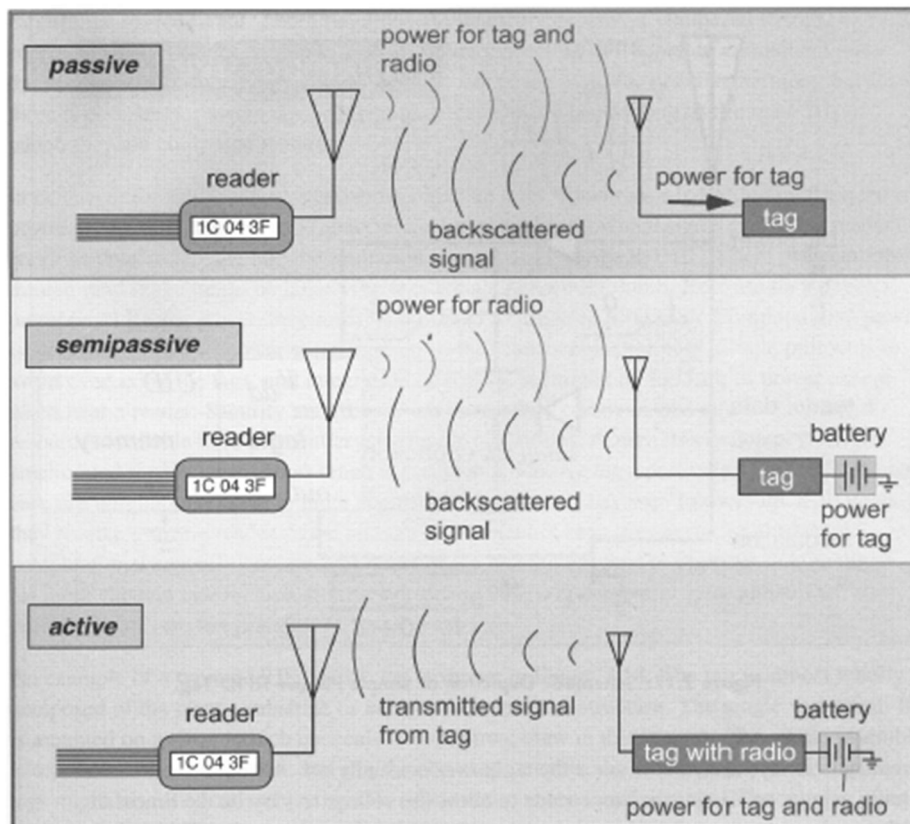 passive
power for tag and
radio
reader
1C 04 3F
backscattered
signal
power for tag
tag
semipassive
power for radio
reader
1C 04 3F
backscattered
signal
tag
battery
power
for tag
active
reader
1C 04 3F
transmitted signal
from tag
battery
tag with radio
power for tag and radio